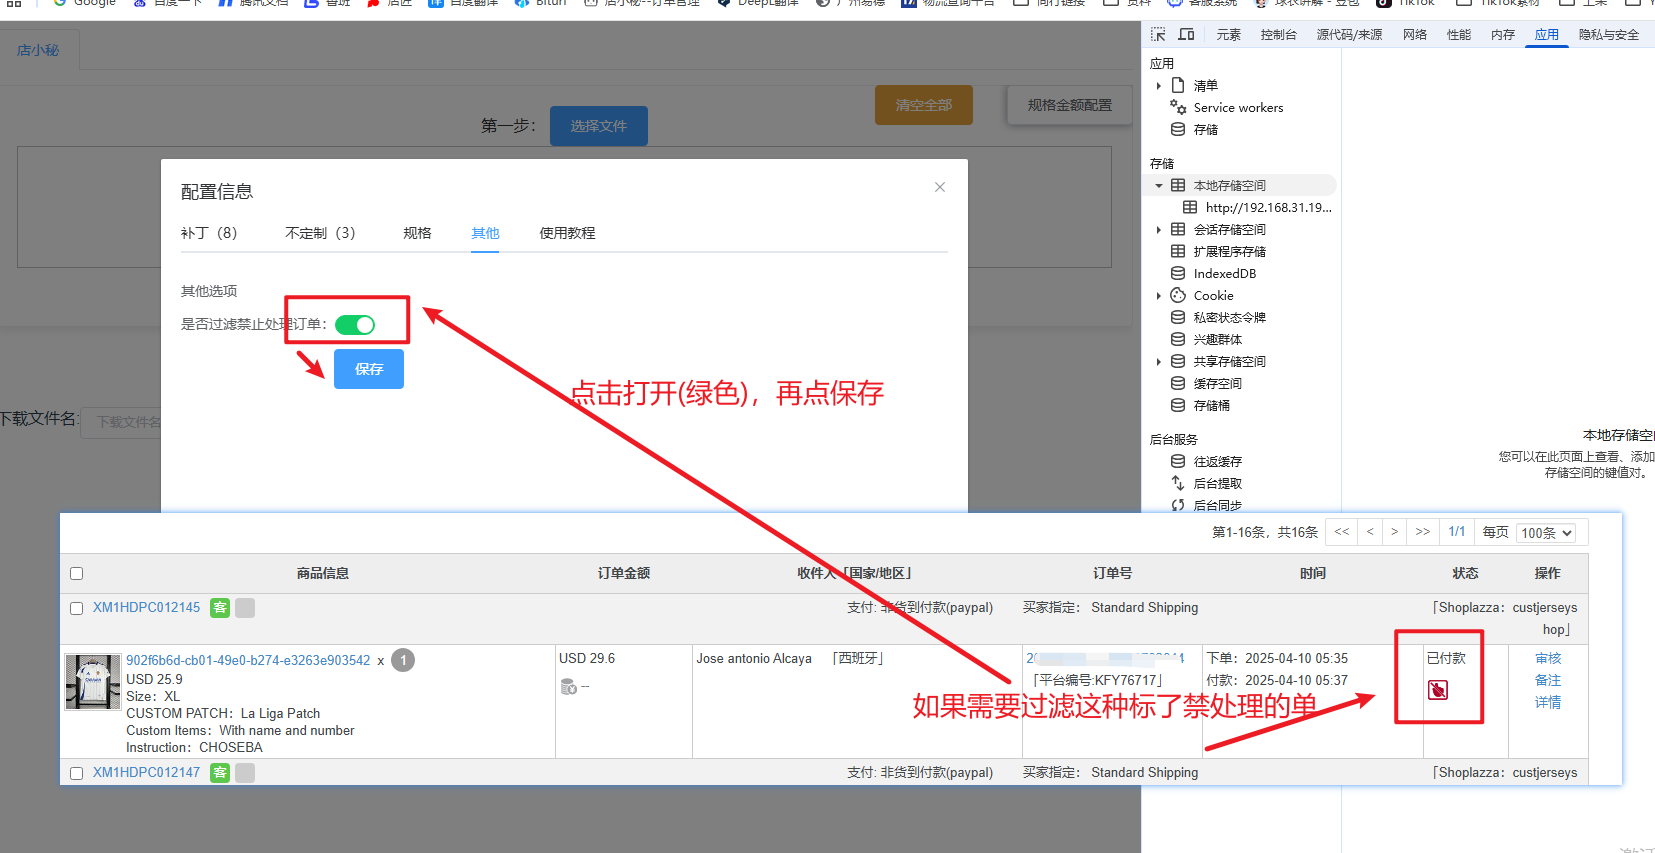 Google
百度一下
腾讯文档
鲁班
店匠
百度翻译
Biturl
店小秘--订单管理
DeepL翻译
广州易德
物流查询平台
同行链接
资料
客服系统
球衣讲解 - 豆包
TikTok
TikTok素材
工案
店小秘
清空全部
规格金额配置
第一步：
选择文件
配置信息
补丁（8）
不定制（3）
规格
其他
使用教程
其他选项
是否过滤禁止处理订单：
保存
点击打开(绿色)，再点保存
下载文件名:
下载文件名
元素
控制台
源代码/来源
网络
性能
内存
应用
隐私与安全
应用
清单
Service workers
存储
存储
本地存储空间
http://192.168.31.19...
会话存储空间
扩展程序存储
IndexedDB
Cookie
私密状态令牌
兴趣群体
共享存储空间
缓存空间
存储桶
后台服务
往返缓存
后台提取
后台同步
本地存储空
您可以在此页面上查看、添加
存储空间的键值对。
第1-16条，共16条
<<
<
>
>>
1/1
每页
100条
商品信息
订单金额
收件人「国家/地区」
订单号
时间
状态
操作
XM1HDPC012145
客
支付: 非货到付款(paypal)
买家指定： Standard Shipping
「Shoplazza：custjerseys
hop」
902f6b6d-cb01-49e0-b274-e3263e903542 x 1
USD 25.9
Size：XL
CUSTOM PATCH：La Liga Patch
Custom Items：With name and number
Instruction：CHOSEBA
USD 29.6
--
Jose antonio Alcaya 「西班牙」
「平台编号:KFY76717」
下单：2025-04-10 05:35
付款：2025-04-10 05:37
已付款
审核
备注
详情
如果需要过滤这种标了禁处理的单
XM1HDPC012147
客
支付: 非货到付款(paypal)
买家指定： Standard Shipping
「Shoplazza：custjerseys